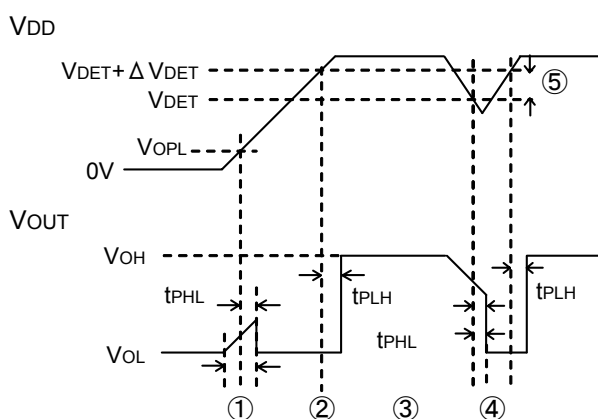 VDD
VDET+ΔVDET
VDET
⑤
VOPL
0V
VOUT
VOH
tPHL
tPLH
tPHL
tPLH
VOL
① ② ③ ④